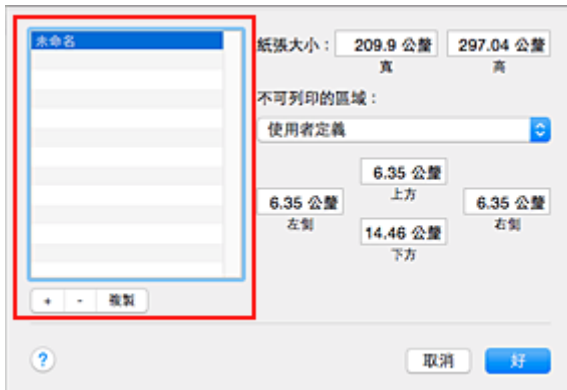 未命名
紙張大小： 209.9 公釐 297.04 公釐
寬 高
不可列印的區域：
使用者定義
6.35 公釐
上方
6.35 公釐 6.35 公釐
左側 右側
14.46 公釐
下方
+ - 複製
? 取消 好